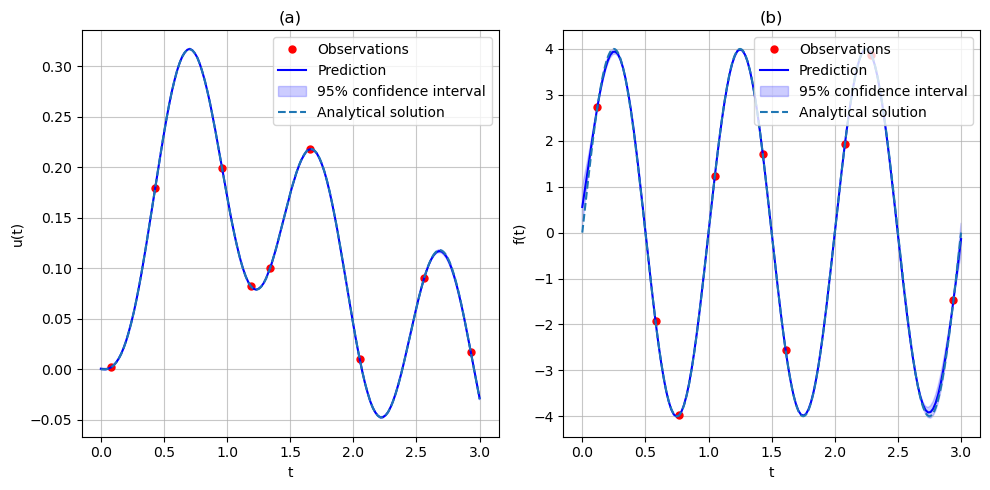 (a)
Observations
Prediction
95% confidence interval
Analytical solution
u(t)
0.30
0.25
0.20
0.15
0.10
0.05
0.00
−0.05
0.0 0.5 1.0 1.5 2.0 2.5 3.0
t
(b)
Observations
Prediction
95% confidence interval
Analytical solution
f(t)
4
3
2
1
0
−1
−2
−3
−4
0.0 0.5 1.0 1.5 2.0 2.5 3.0
t